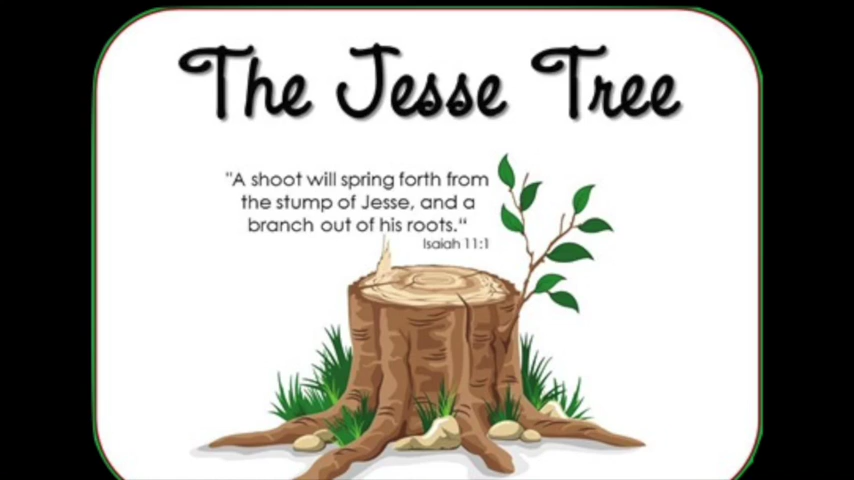 The Jesse Tree
"A shoot will spring forth from
the stump of Jesse, and a
branch out of his roots."
Isaiah 11:1